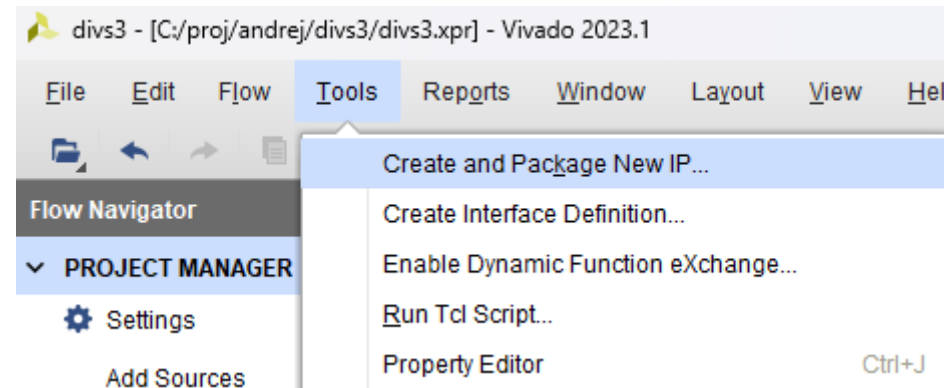 divs3 - [C:/proj/andrej/divs3/divs3.xpr] - Vivado 2023.1
File Edit Flow Tools Reports Window Layout View Hel
Create and Package New IP...
Flow Navigator
Create Interface Definition...
PROJECT MANAGER
Enable Dynamic Function eXchange...
Settings
Run Tcl Script...
Add Sources
Property Editor Ctrl+J